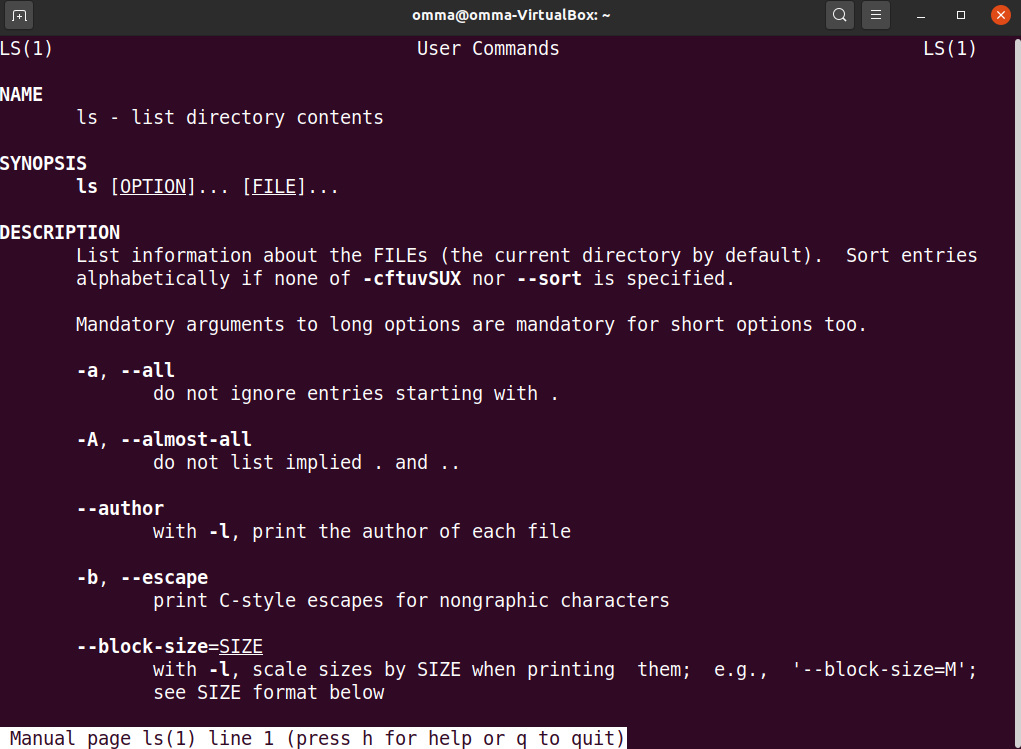 omma@omma-VirtualBox: ~
LS(1) User Commands LS(1)
NAME
ls - list directory contents
SYNOPSIS
ls [OPTION]... [FILE]...
DESCRIPTION
List information about the FILEs (the current directory by default).  Sort entries
alphabetically if none of -cftuvSUX nor --sort is specified.
Mandatory arguments to long options are mandatory for short options too.
-a, --all
do not ignore entries starting with .
-A, --almost-all
do not list implied . and ..
--author
with -l, print the author of each file
-b, --escape
print C-style escapes for nongraphic characters
--block-size=SIZE
with -l, scale sizes by SIZE when printing  them;  e.g.,  '--block-size=M';
see SIZE format below
Manual page ls(1) line 1 (press h for help or q to quit)